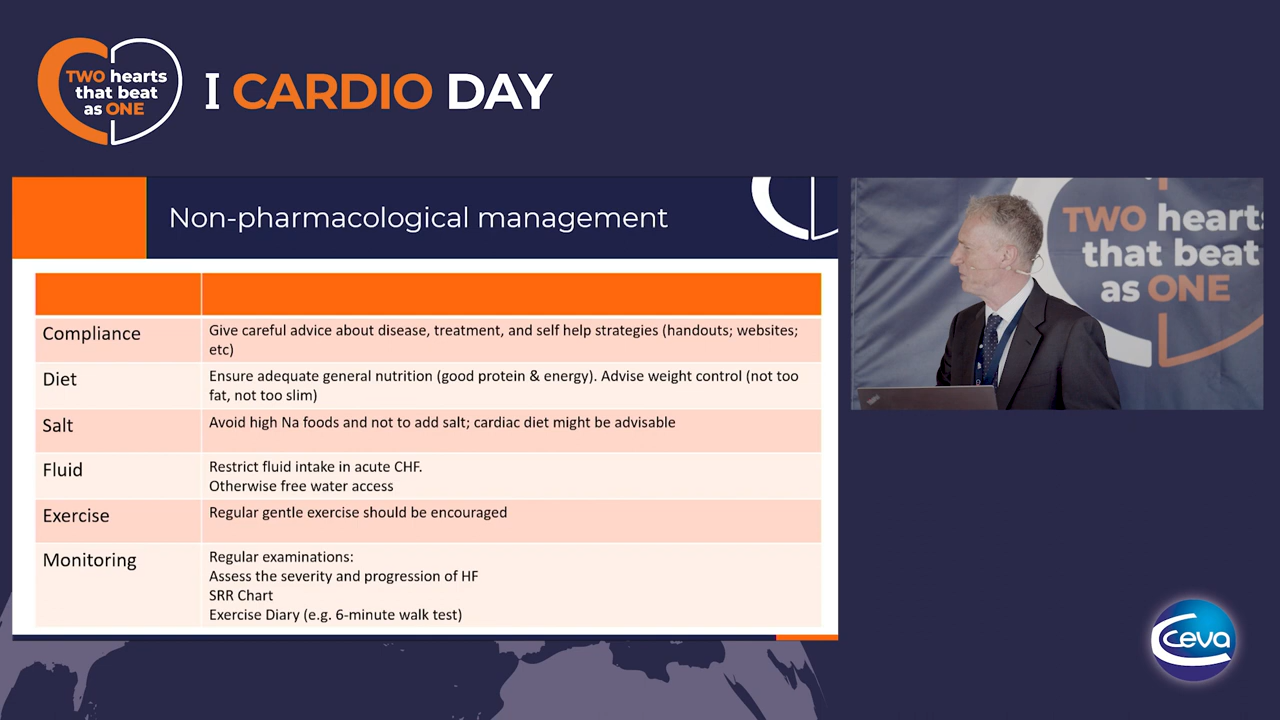 TWO hearts
that beat
as ONE
I CARDIO DAY
Non-pharmacological management
Compliance
Give careful advice about disease, treatment, and self help strategies (handouts; websites;
etc)
Diet
Ensure adequate general nutrition (good protein & energy). Advise weight control (not too
fat, not too slim)
Salt
Avoid high Na foods and not to add salt; cardiac diet might be advisable
Fluid
Restrict fluid intake in acute CHF.
Otherwise free water access
Exercise
Regular gentle exercise should be encouraged
Monitoring
Regular examinations:
Assess the severity and progression of HF
SRR Chart
Exercise Diary (e.g. 6-minute walk test)
TWO hearts
that beat
as ONE
Ceva